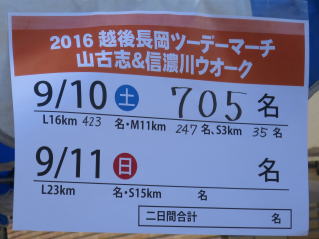 2016 越後長岡ツーデーマーチ
山古志&信濃川ウオーク
9/10 土 705 名
L16km 423 名・M11km 247 名、S3km 35 名
9/11 日 名
L23km 名・S15km 名
二日間合計 名